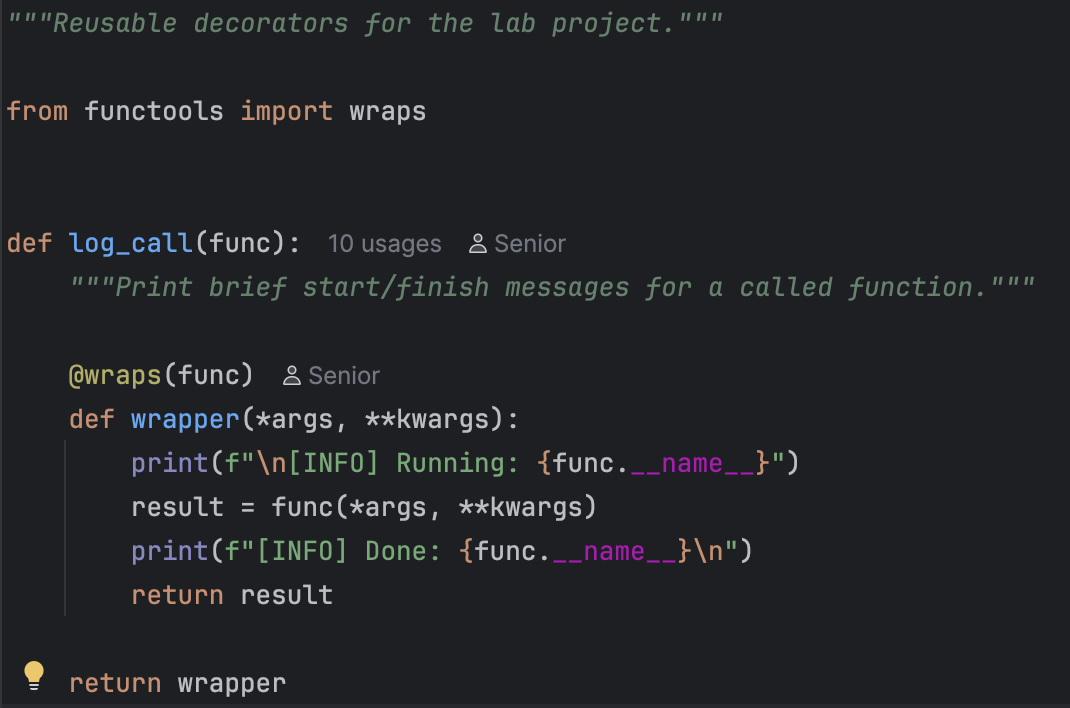 """Reusable decorators for the lab project."""
from functools import wraps
def log_call(func): 10 usages Senior
"""Print brief start/finish messages for a called function."""
@wraps(func) Senior
def wrapper(*args, **kwargs):
print(f"\n[INFO] Running: {func.__name__}")
result = func(*args, **kwargs)
print(f"[INFO] Done: {func.__name__}\n")
return result
return wrapper